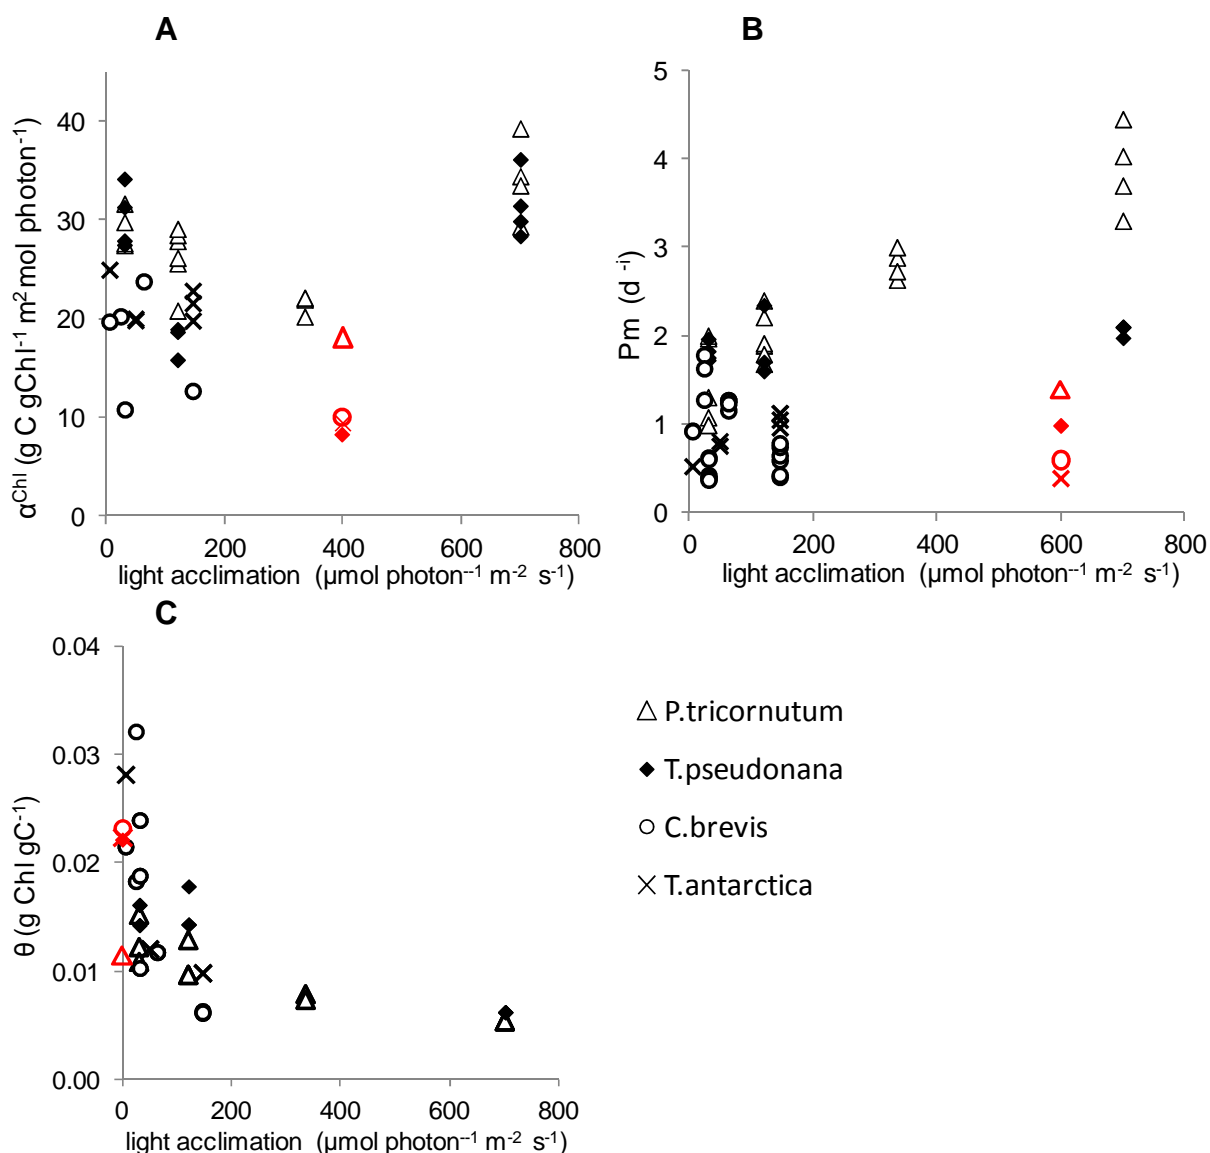 A
α^Chl (g C gChl⁻¹ m² mol photon⁻¹)
40
30
20
10
0
0 200 400 600 800
light acclimation (µmol photon⁻⁻¹ m⁻² s⁻¹)
B
Pm (d ⁻ⁱ)
5
4
3
2
1
0
0 200 400 600 800
light acclimation (µmol photon⁻⁻¹ m⁻² s⁻¹)
C
θ (g Chl gC⁻¹)
0.04
0.03
0.02
0.01
0.00
0 200 400 600 800
light acclimation (µmol photon⁻⁻¹ m⁻² s⁻¹)
P.tricornutum
T.pseudonana
C.brevis
T.antarctica